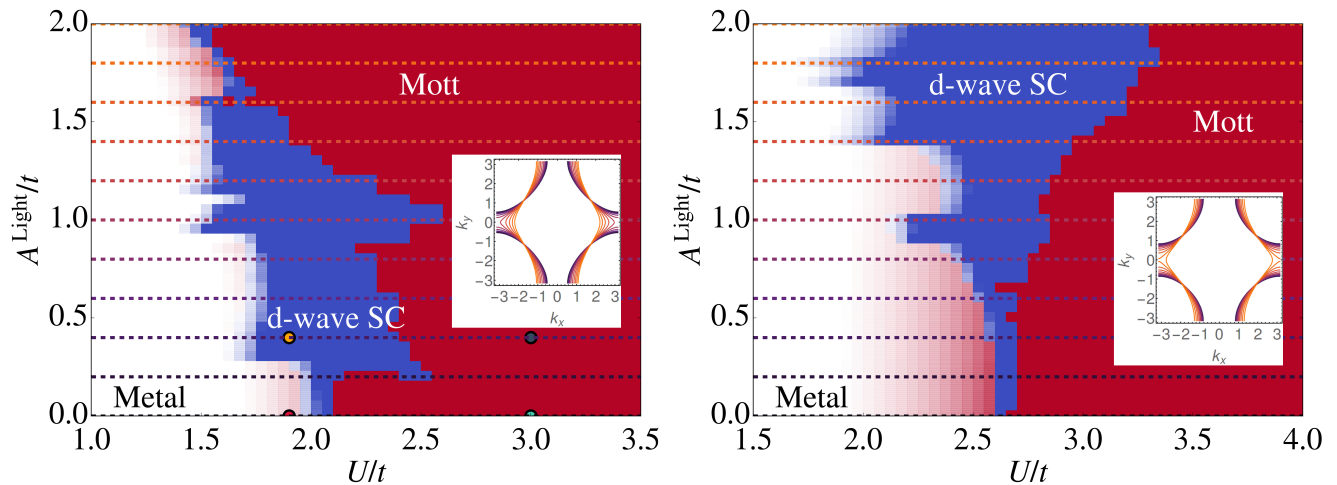 2.0
1.5
1.0
0.5
0.0
A^Light/t
Mott
d-wave SC
Metal
3
2
1
0
−1
−2
−3
k_y
−3 −2 −1 0 1 2 3
k_x
1.0 1.5 2.0 2.5 3.0 3.5
U/t
2.0
1.5
1.0
0.5
0.0
A^Light/t
d-wave SC
Mott
Metal
3
2
1
0
−1
−2
−3
k_y
−3 −2 −1 0 1 2 3
k_x
1.5 2.0 2.5 3.0 3.5 4.0
U/t